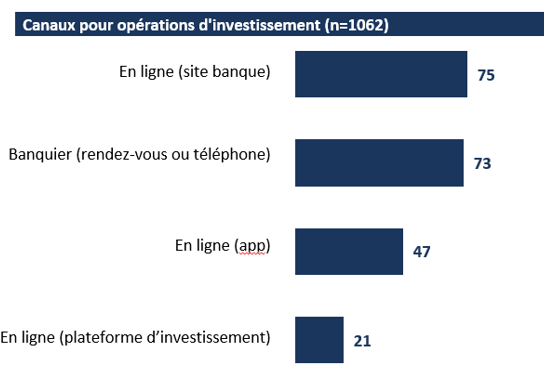 Canaux pour opérations d'investissement (n=1062)
En ligne (site banque) 75
Banquier (rendez-vous ou téléphone) 73
En ligne (app) 47
En ligne (plateforme d’investissement) 21